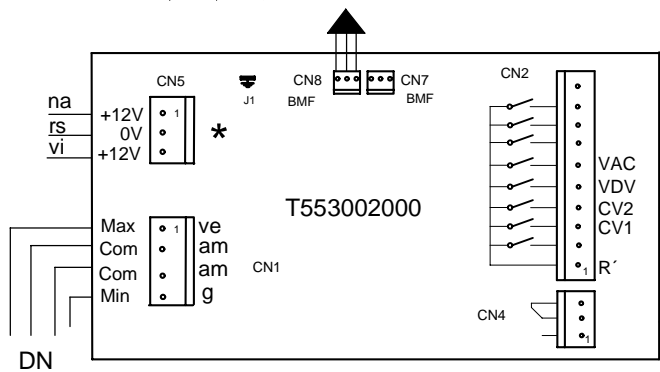 CN5
J1
CN8
BMF
CN7
BMF
CN2
na
rs
vi
+12V
0V
+12V
1
*
VAC
VDV
CV2
CV1
R´
1
T553002000
Max
Com
Com
Min
1
ve
am
am
g
CN1
CN4
1
DN